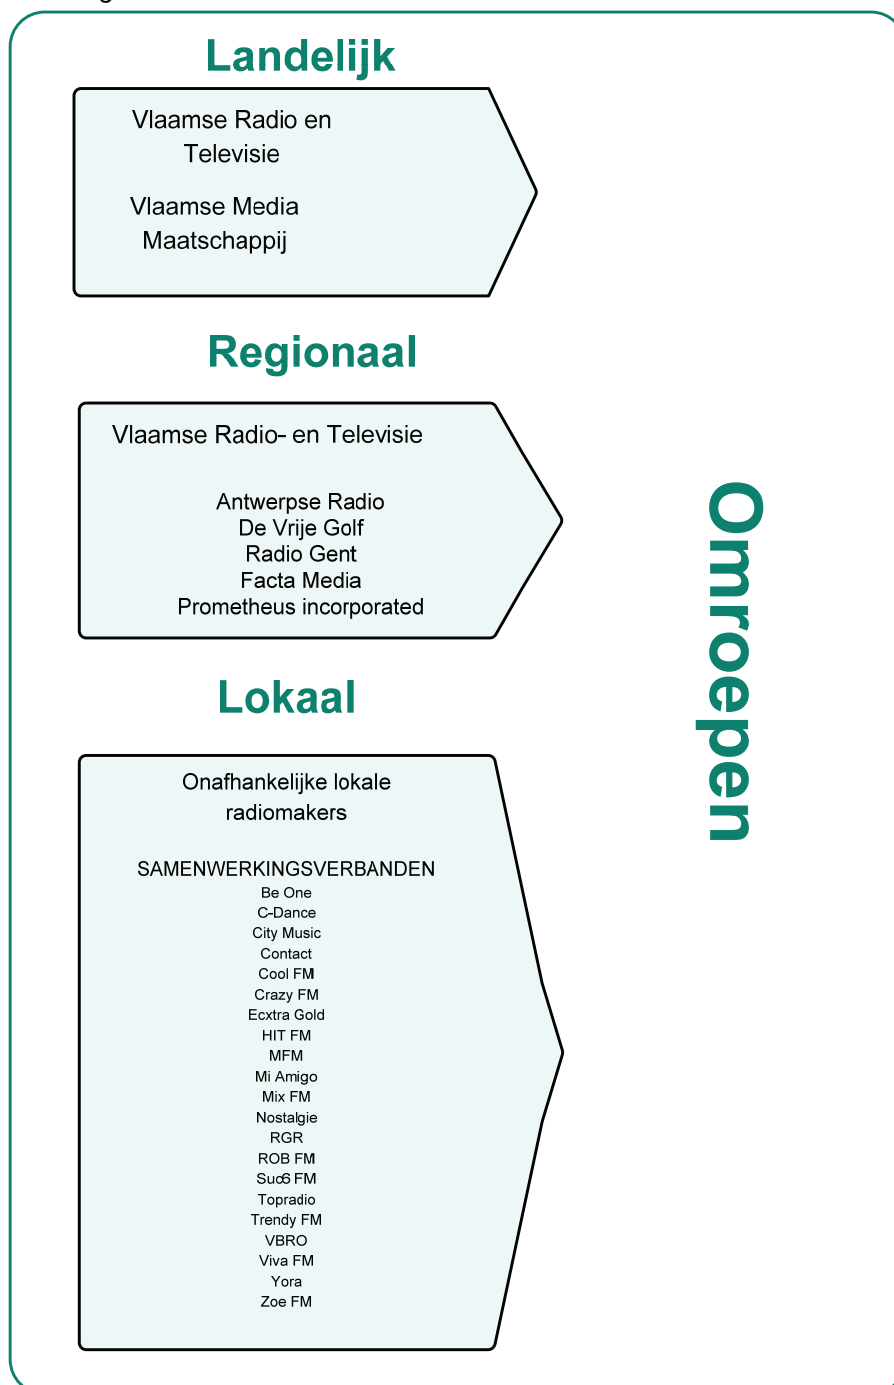 Landelijk
Vlaamse Radio en
Televisie
Vlaamse Media
Maatschappij
Regionaal
Vlaamse Radio- en Televisie
Antwerpse Radio
De Vrije Golf
Radio Gent
Facta Media
Prometheus incorporated
Lokaal
Onafhankelijke lokale
radiomakers
SAMENWERKINGSVERBANDEN
Be One
C-Dance
City Music
Contact
Cool FM
Crazy FM
Ecxtra Gold
HIT FM
MFM
Mi Amigo
Mix FM
Nostalgie
RGR
ROB FM
Suc6 FM
Topradio
Trendy FM
VBRO
Viva FM
Yora
Zoe FM
Omroepen